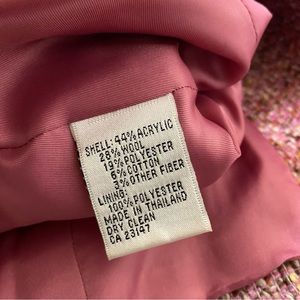 SHELL: 44% ACRYLIC
28% WOOL
19% POLYESTER
6% COTTON
3% OTHER FIBER
LINING:
100% POLYESTER
MADE IN THAILAND
DRY CLEAN
CA 23147